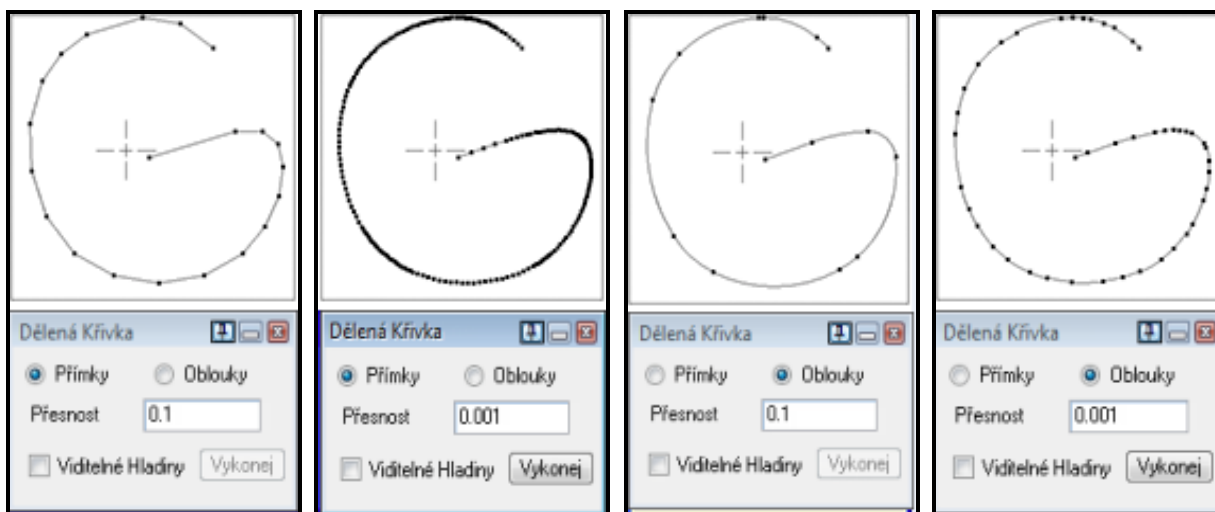 Dělená Křivka
Přímky Oblouky
Přesnost 0.1
Viditelné Hladiny Vykonej
Dělená Křivka
Přímky Oblouky
Přesnost 0.001
Viditelné Hladiny Vykonej
Dělená Křivka
Přímky Oblouky
Přesnost 0.1
Viditelné Hladiny Vykonej
Dělená Křivka
Přímky Oblouky
Přesnost 0.001
Viditelné Hladiny Vykonej